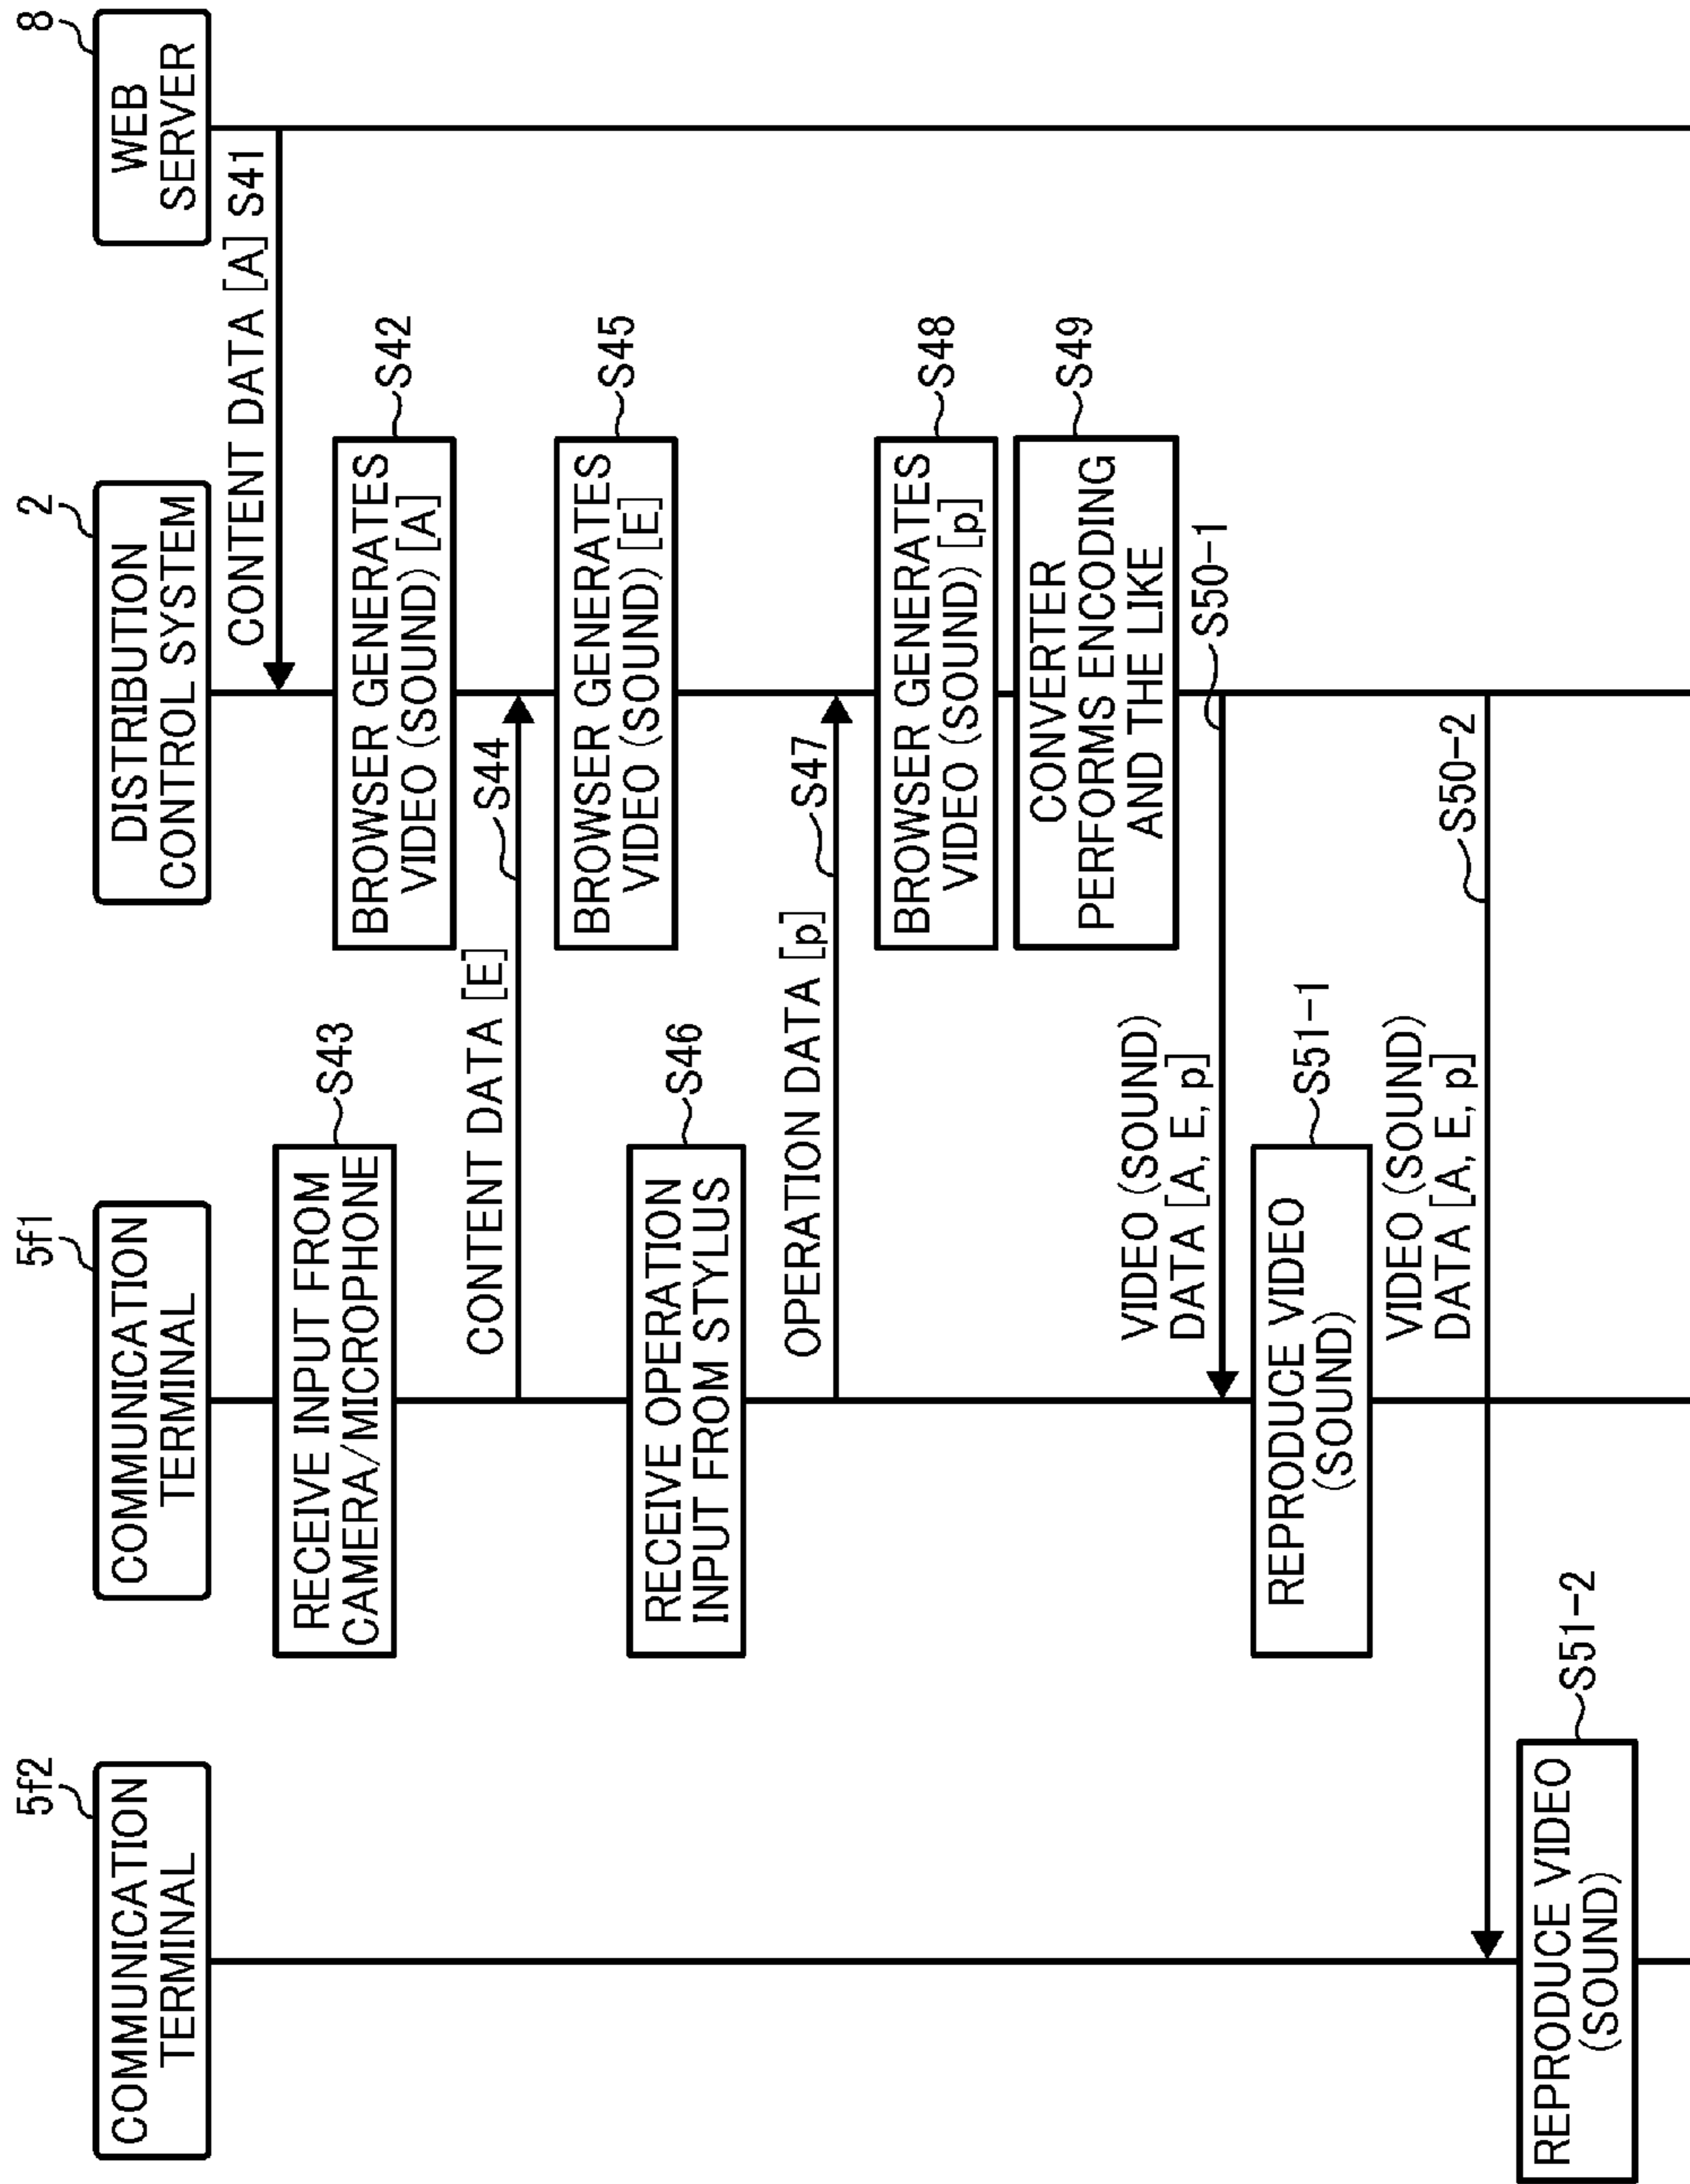 5f2
COMMUNICATION
TERMINAL
5f1
COMMUNICATION
TERMINAL
2
DISTRIBUTION
CONTROL SYSTEM
8
WEB
SERVER
CONTENT DATA [A] S41
BROWSER GENERATES
VIDEO (SOUND) [A]
S42
RECEIVE INPUT FROM
CAMERA/MICROPHONE
S43
CONTENT DATA [E]
S44
BROWSER GENERATES
VIDEO (SOUND) [E]
S45
RECEIVE OPERATION
INPUT FROM STYLUS
S46
OPERATION DATA [p]
S47
BROWSER GENERATES
VIDEO (SOUND) [p]
S48
CONVERTER
PERFORMS ENCODING
AND THE LIKE
S49
VIDEO (SOUND)
DATA [A, E, p]
S50-1
REPRODUCE VIDEO
(SOUND)
S51-1
VIDEO (SOUND)
DATA [A, E, p]
S50-2
REPRODUCE VIDEO
(SOUND)
S51-2